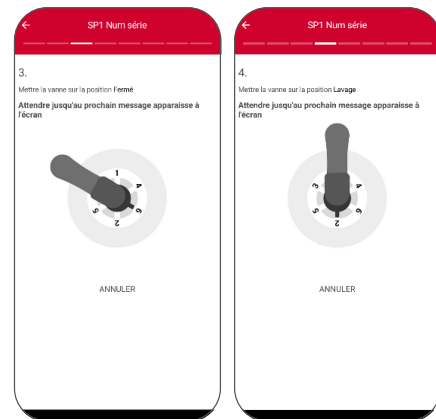 SP1 Num série
3.
Mettre la vanne sur la position Fermé
Attendre jusqu'au prochain message apparaisse à
l'écran
1
4
6
2
5
ANNULER
SP1 Num série
4.
Mettre la vanne sur la position Lavage
Attendre jusqu'au prochain message apparaisse à
l'écran
3
4
5
6
2
ANNULER